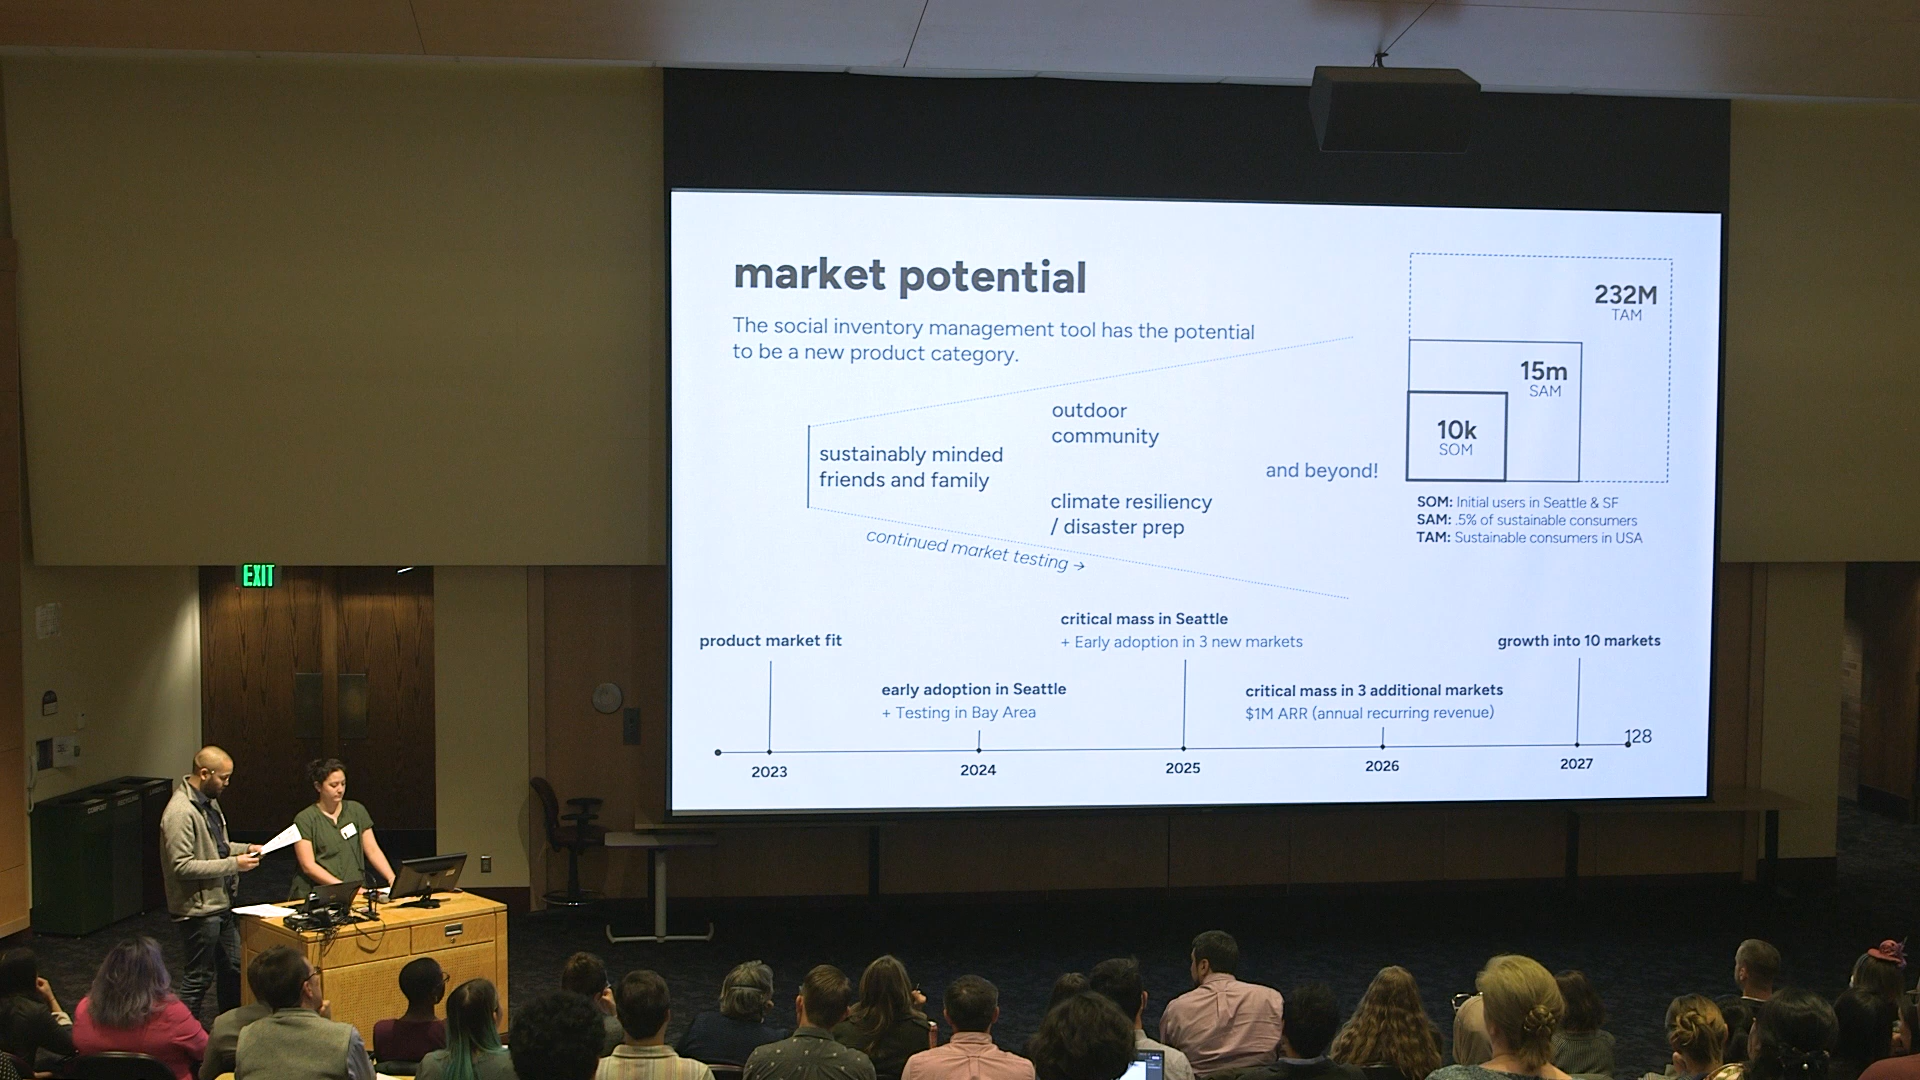 market potential
The social inventory management tool has the potential
to be a new product category.
232M
TAM
15m
SAM
10k
SOM
outdoor
community
sustainably minded
friends and family
and beyond!
climate resiliency
/ disaster prep
continued market testing →
SOM: Initial users in Seattle & SF
SAM: .5% of sustainable consumers
TAM: Sustainable consumers in USA
EXIT
critical mass in Seattle
+ Early adoption in 3 new markets
product market fit
growth into 10 markets
early adoption in Seattle
+ Testing in Bay Area
critical mass in 3 additional markets
$1M ARR (annual recurring revenue)
128
2023
2024
2025
2026
2027